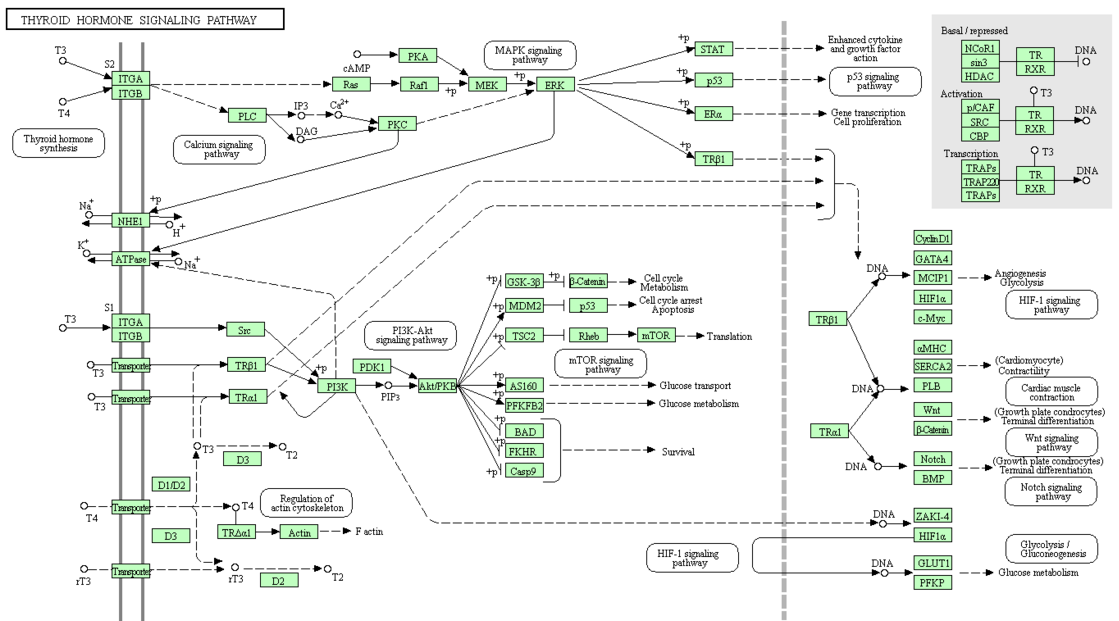 THYROID HORMONE SIGNALING PATHWAY
T3
S2
ITGA
ITGB
T4
Thyroid hormone
synthesis
PKA
cAMP
Ras
Raf1
+p
MEK
+p
ERK
MAPK signaling
pathway
PLC
IP3
Ca2+
DAG
PKC
Calcium signaling
pathway
+p
STAT
Enhanced cytokine
and growth factor
action
+p
p53
p53 signaling
pathway
+p
ERα
Gene transcription
Cell proliferation
+p
TRβ1
Basal / repressed
NCoR1
sin3
HDAC
TR
RXR
DNA
Activation
p/CAF
SRC
CBP
T3
TR
RXR
DNA
Transcription
TRAPs
TRAP220
TRAPs
T3
TR
RXR
DNA
+p
Na+
NHE1
H+
K+
ATPase
Na+
S1
T3
ITGA
ITGB
Src
Transporter
T3
TRβ1
Transporter
T3
TRα1
+p
PI3K
PI3K-Akt
signaling pathway
PDK1
PIP3
Akt/PKB
+p
GSK-3β
+p
β-Catenin
Cell cycle
Metabolism
+p
MDM2
p53
Cell cycle arrest
Apoptosis
+p
TSC2
Rheb
mTOR
Translation
mTOR signaling
pathway
+p
AS160
Glucose transport
+p
PFKFB2
Glucose metabolism
+p
BAD
+p
FKHR
Survival
+p
Casp9
T3
T2
D3
D1/D2
Transporter
T4
T4
D3
TRΔα1
Actin
F actin
Regulation of
actin cytoskeleton
Transporter
rT3
rT3
D2
T2
HIF-1 signaling
pathway
TRβ1
TRα1
DNA
DNA
DNA
CyclinD1
GATA4
MCIP1
HIF1α
c-Myc
Angiogenesis
Glycolysis
HIF-1 signaling
pathway
αMHC
SERCA2
PLB
(Cardiomyocyte)
Contractility
Cardiac muscle
contraction
Wnt
β-Catenin
(Growth plate condrocytes)
Terminal differentiation
Wnt signaling
pathway
Notch
BMP
(Growth plate condrocytes)
Terminal differentiation
Notch signaling
pathway
DNA
ZAKI-4
HIF1α
DNA
GLUT1
PFKP
Glycolysis /
Gluconeogenesis
Glucose metabolism